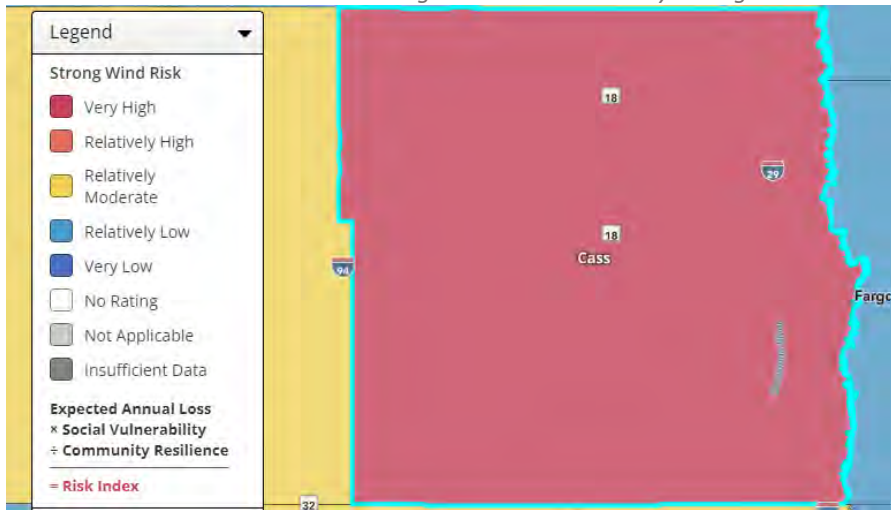 Legend
Strong Wind Risk
Very High
Relatively High
Relatively
Moderate
Relatively Low
Very Low
No Rating
Not Applicable
Insufficient Data
Expected Annual Loss
× Social Vulnerability
÷ Community Resilience
= Risk Index
18
29
18
Cass
94
Fargo
32